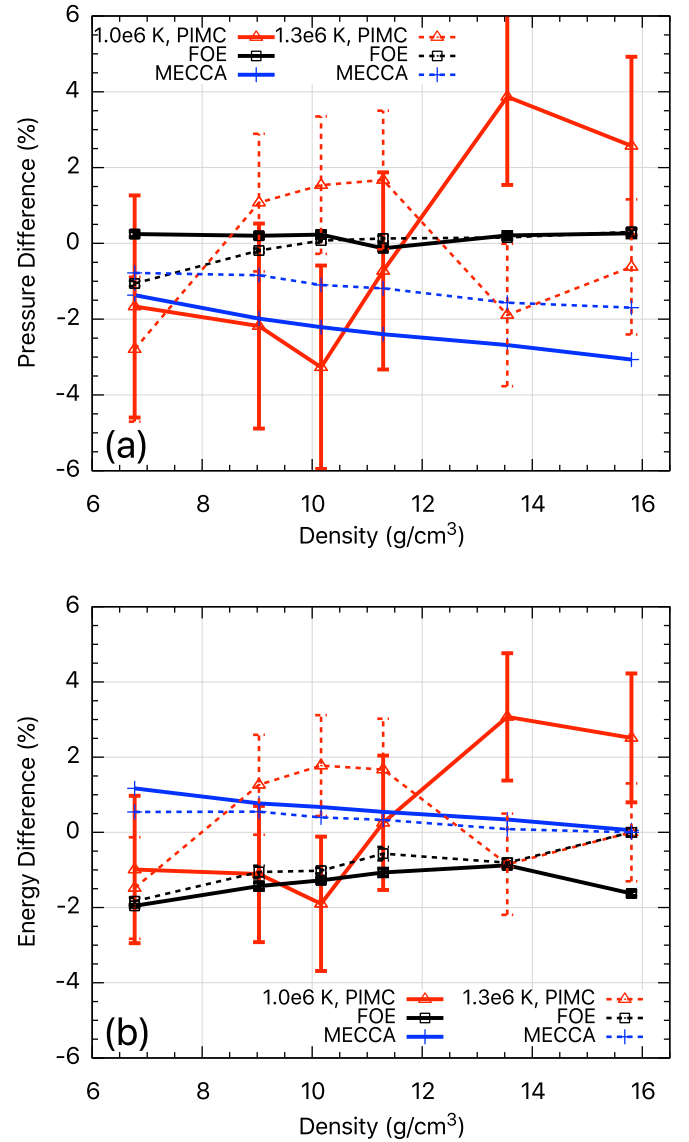 1.0e6 K, PIMC 1.3e6 K, PIMC
FOE FOE
MECCA MECCA
6
4
2
0
-2
-4
-6
Pressure Difference (%)
(a)
6 8 10 12 14 16
Density (g/cm³)
6
4
2
0
-2
-4
-6
Energy Difference (%)
1.0e6 K, PIMC 1.3e6 K, PIMC
FOE FOE
MECCA MECCA
(b)
6 8 10 12 14 16
Density (g/cm³)